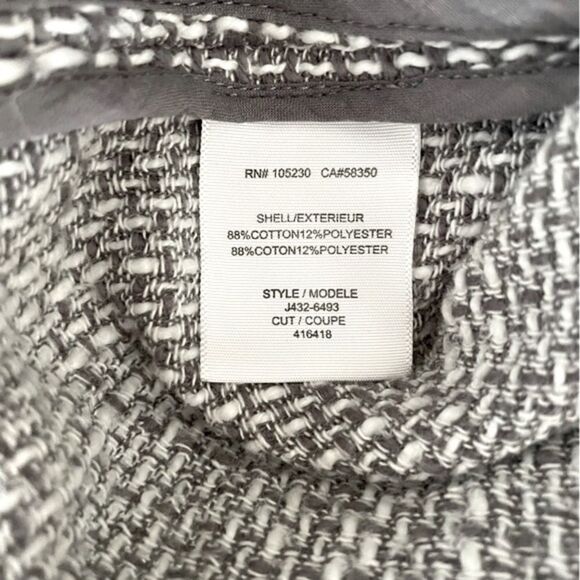 RN# 105230 CA#58350
SHELL/EXTERIEUR
88%COTTON12%POLYESTER
88%COTON12%POLYESTER
STYLE / MODELE
J432-6493
CUT / COUPE
416418